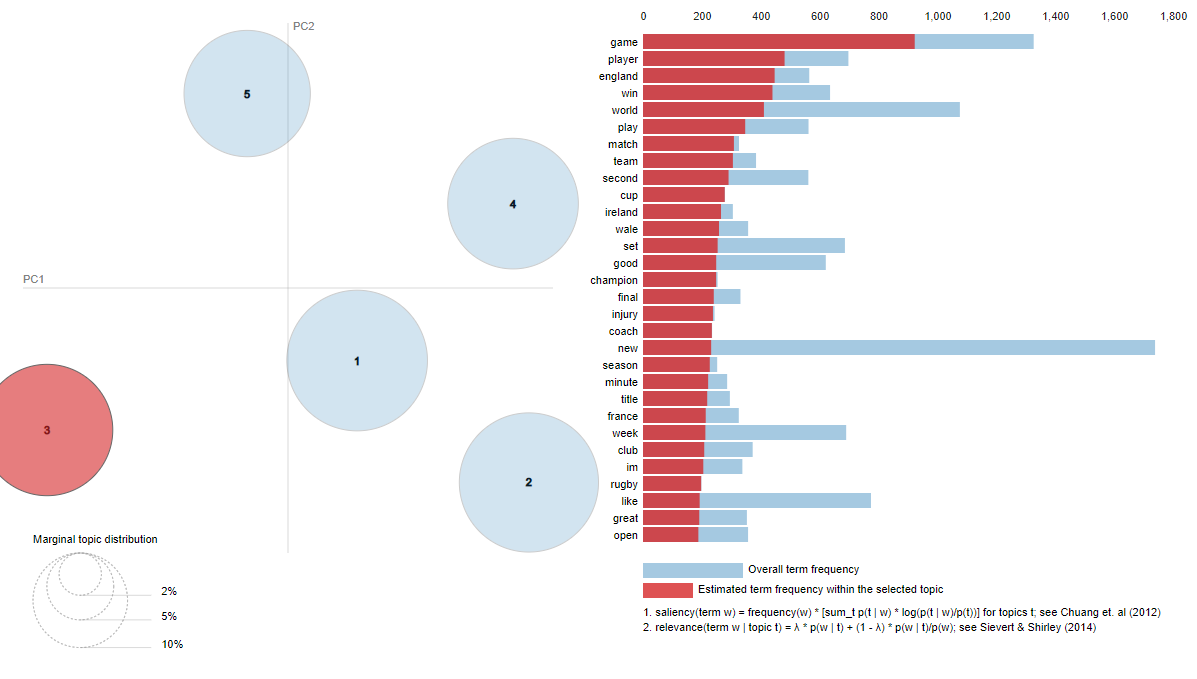 PC2
5
4
PC1
1
3
2
Marginal topic distribution
2%
5%
10%
0 200 400 600 800 1,000 1,200 1,400 1,600 1,800
game
player
england
win
world
play
match
team
second
cup
ireland
wale
set
good
champion
final
injury
coach
new
season
minute
title
france
week
club
im
rugby
like
great
open
Overall term frequency
Estimated term frequency within the selected topic
1. saliency(term w) = frequency(w) * [sum_t p(t | w) * log(p(t | w)/p(t))] for topics t; see Chuang et. al (2012)
2. relevance(term w | topic t) = λ * p(w | t) + (1 - λ) * p(w | t)/p(w); see Sievert & Shirley (2014)